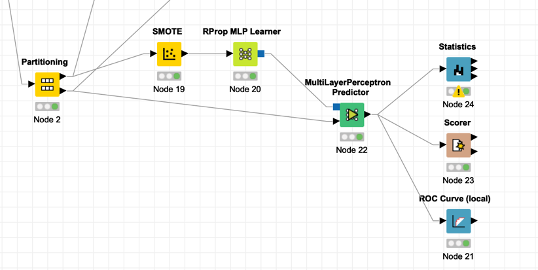 SMOTE
RProp MLP Learner
Statistics
Partitioning
MultiLayerPerceptron
Predictor
Node 19
Node 20
Node 24
Node 2
Scorer
Node 22
Node 23
ROC Curve (local)
Node 21